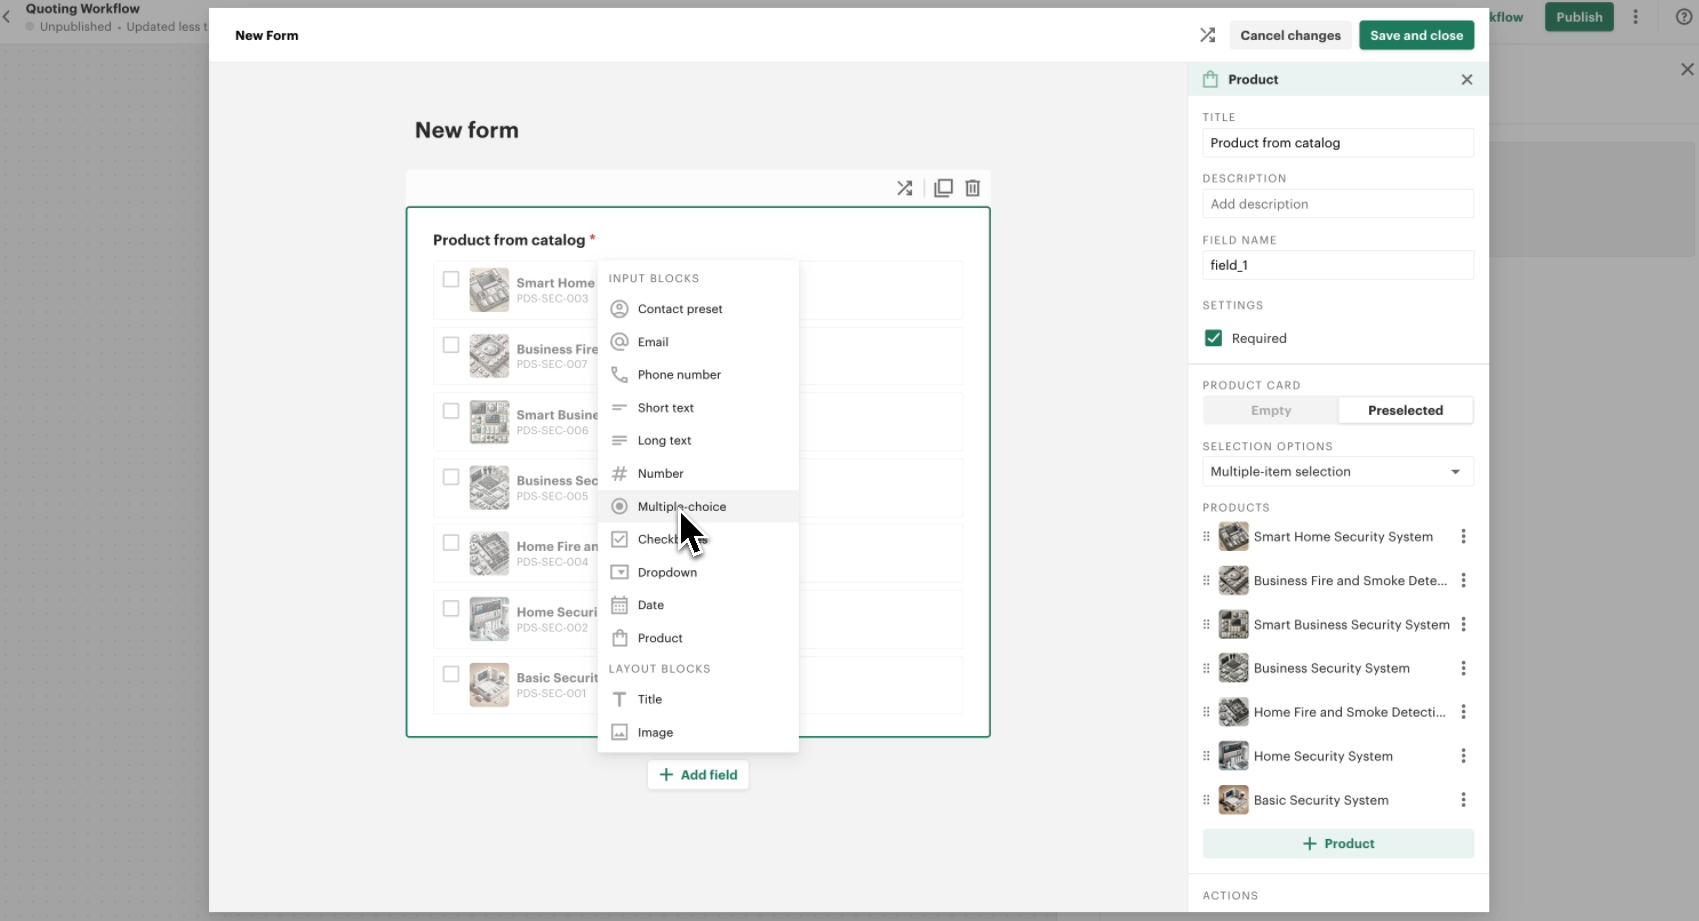 Quoting Workflow
Unpublished • Updated less t
kflow
Publish
New Form
Cancel changes
Save and close
New form
Product from catalog *
Smart Home
PDS-SEC-003
Business Fire
PDS-SEC-007
Smart Busine
PDS-SEC-006
Business Sec
PDS-SEC-005
Home Fire an
PDS-SEC-004
Home Securi
PDS-SEC-002
Basic Securit
PDS-SEC-001
INPUT BLOCKS
Contact preset
Email
Phone number
Short text
Long text
Number
Multiple-choice
Dropdown
Date
Product
LAYOUT BLOCKS
Title
Image
+ Add field
Product
TITLE
Product from catalog
DESCRIPTION
Add description
FIELD NAME
field_1
SETTINGS
Required
PRODUCT CARD
Empty
Preselected
SELECTION OPTIONS
Multiple-item selection
PRODUCTS
Smart Home Security System
Business Fire and Smoke Dete...
Smart Business Security System
Business Security System
Home Fire and Smoke Detecti...
Home Security System
Basic Security System
+ Product
ACTIONS